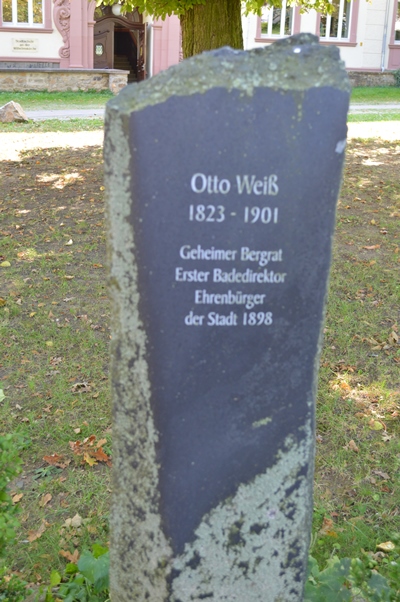 Otto Weiß
1823 - 1901
Geheimer Bergrat
Erster Badedirektor
Ehrenbürger
der Stadt 1898